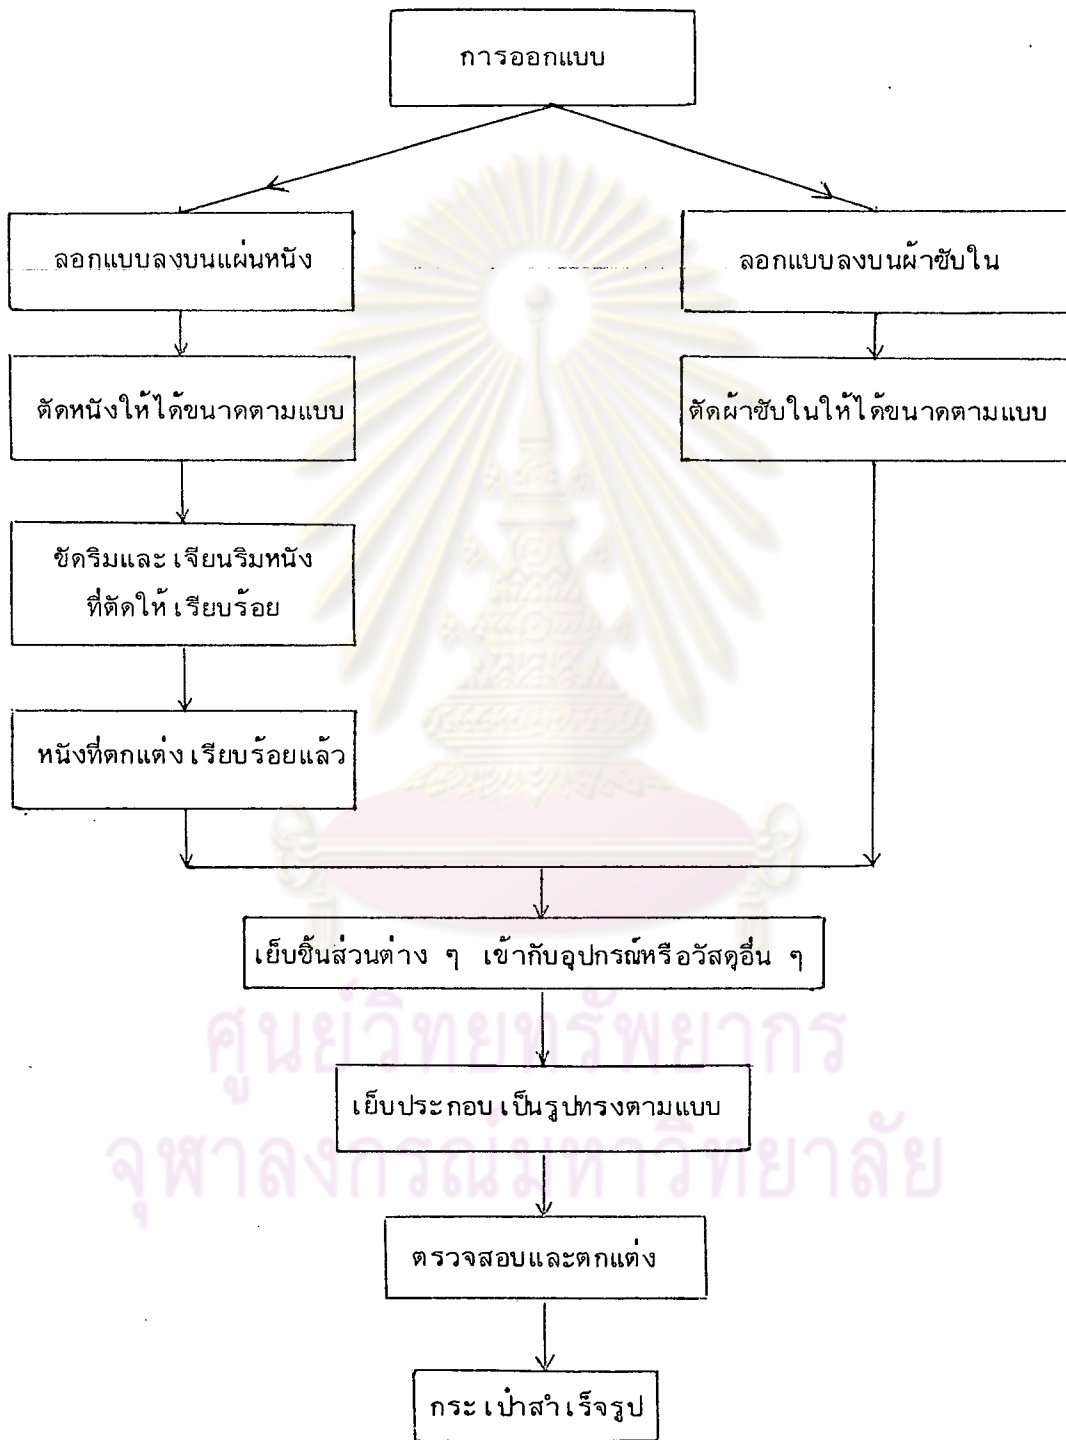 การออกแบบ
ลอกแบบลงบนแผ่นหนัง
ลอกแบบลงบนผ้าซับใน
ตัดหนังให้ได้ขนาดตามแบบ
ตัดผ้าซับในให้ได้ขนาดตามแบบ
ขัดริมและเจียนริมหนัง
ที่ตัดให้เรียบร้อย
หนังที่ตกแต่งเรียบร้อยแล้ว
เย็บชิ้นส่วนต่าง ๆ เข้ากับอุปกรณ์หรือวัสดุอื่น ๆ
ศูนย์วิทยทรัพยากร
เย็บประกอบเป็นรูปทรงตามแบบ
จุฬาลงกรณ์มหาวิทยาลัย
ตรวจสอบและตกแต่ง
กระเป๋าสำเร็จรูป